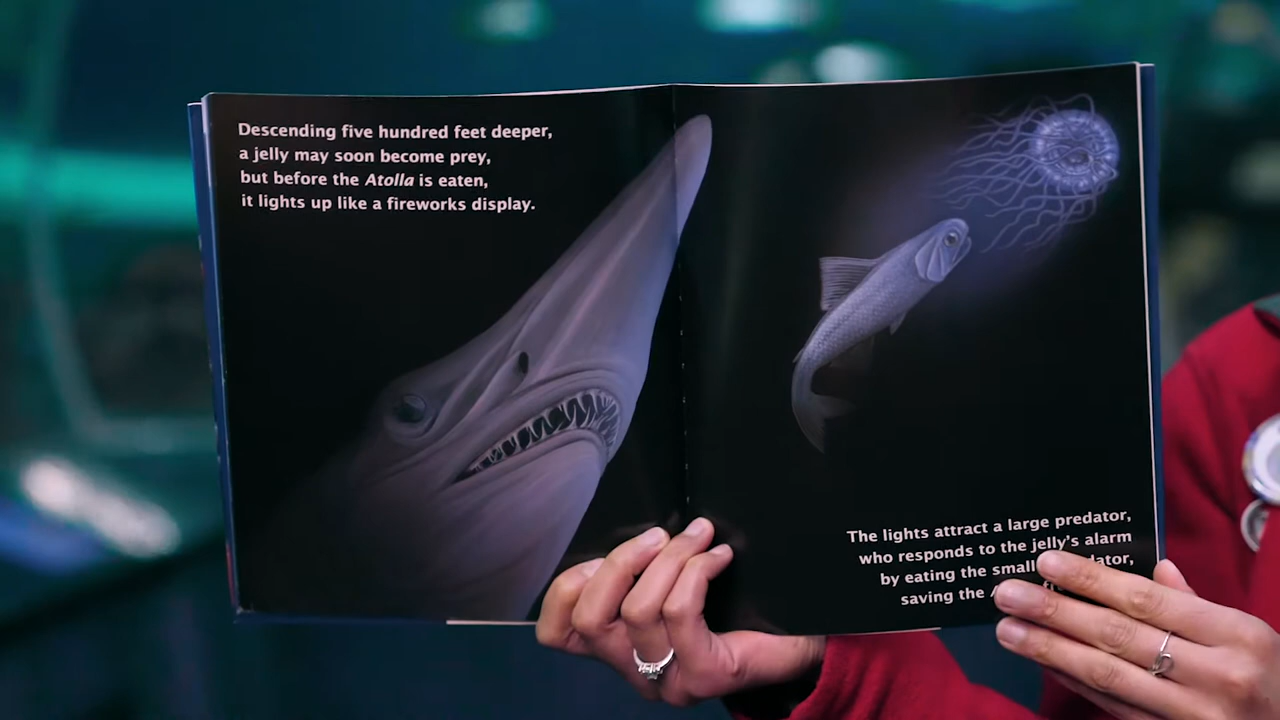 Descending five hundred feet deeper,
a jelly may soon become prey,
but before the Atolla is eaten,
it lights up like a fireworks display.
The lights attract a large predator,
who responds to the jelly's alarm
by eating the small
saving the